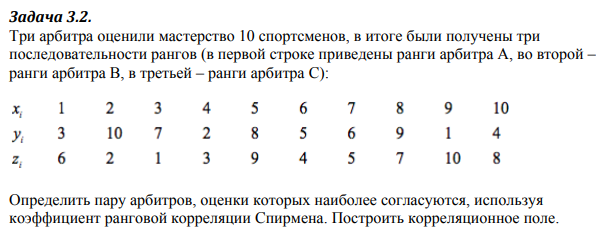 Задача 3.2.
Три арбитра оценили мастерство 10 спортсменов, в итоге были получены три
последовательности рангов (в первой строке приведены ранги арбитра А, во второй –
ранги арбитра В, в третьей – ранги арбитра С):
xᵢ 1 2 3 4 5 6 7 8 9 10
yᵢ 3 10 7 2 8 5 6 9 1 4
zᵢ 6 2 1 3 9 4 5 7 10 8
Определить пару арбитров, оценки которых наиболее согласуются, используя
коэффициент ранговой корреляции Спирмена. Построить корреляционное поле.